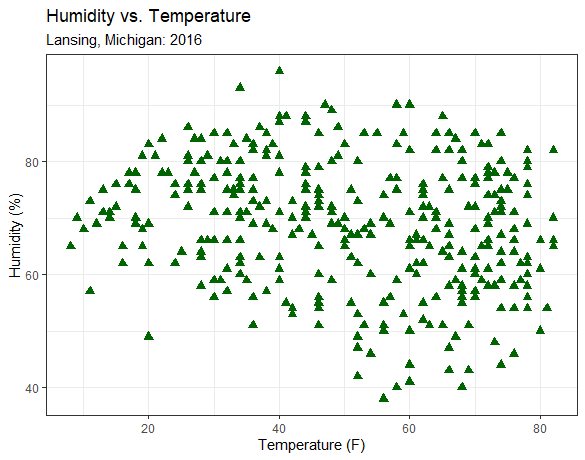 Humidity vs. Temperature
Lansing, Michigan: 2016
Humidity (%)
80
60
40
20
40
60
80
Temperature (F)